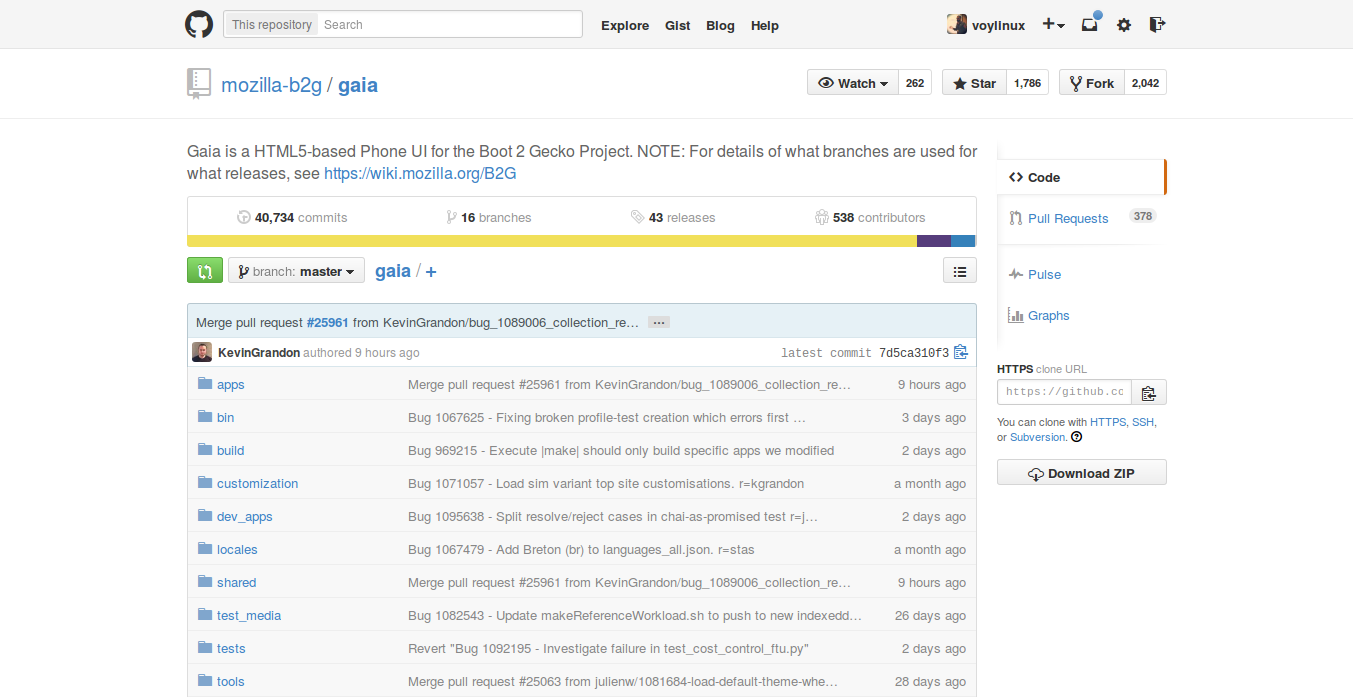 This repository Search Explore Gist Blog Help voylinux
mozilla-b2g / gaia Watch 262 Star 1,786 Fork 2,042
Gaia is a HTML5-based Phone UI for the Boot 2 Gecko Project. NOTE: For details of what branches are used for
what releases, see https://wiki.mozilla.org/B2G
40,734 commits 16 branches 43 releases 538 contributors
branch: master gaia / +
Merge pull request #25961 from KevinGrandon/bug_1089006_collection_re… …
KevinGrandon authored 9 hours ago latest commit 7d5ca310f3
apps Merge pull request #25961 from KevinGrandon/bug_1089006_collection_re… 9 hours ago
bin Bug 1067625 - Fixing broken profile-test creation which errors first … 3 days ago
build Bug 969215 - Execute |make| should only build specific apps we modified 2 days ago
customization Bug 1071057 - Load sim variant top site customisations. r=kgrandon a month ago
dev_apps Bug 1095638 - Split resolve/reject cases in chai-as-promised test r=j… 2 days ago
locales Bug 1067479 - Add Breton (br) to languages_all.json. r=stas a month ago
shared Merge pull request #25961 from KevinGrandon/bug_1089006_collection_re… 9 hours ago
test_media Bug 1082543 - Update makeReferenceWorkload.sh to push to new indexedd… 26 days ago
tests Revert "Bug 1092195 - Investigate failure in test_cost_control_ftu.py" 2 days ago
tools Merge pull request #25063 from julienw/1081684-load-default-theme-whe… 28 days ago
Code
Pull Requests 378
Pulse
Graphs
HTTPS clone URL
https://github.cc
You can clone with HTTPS, SSH,
or Subversion.
Download ZIP